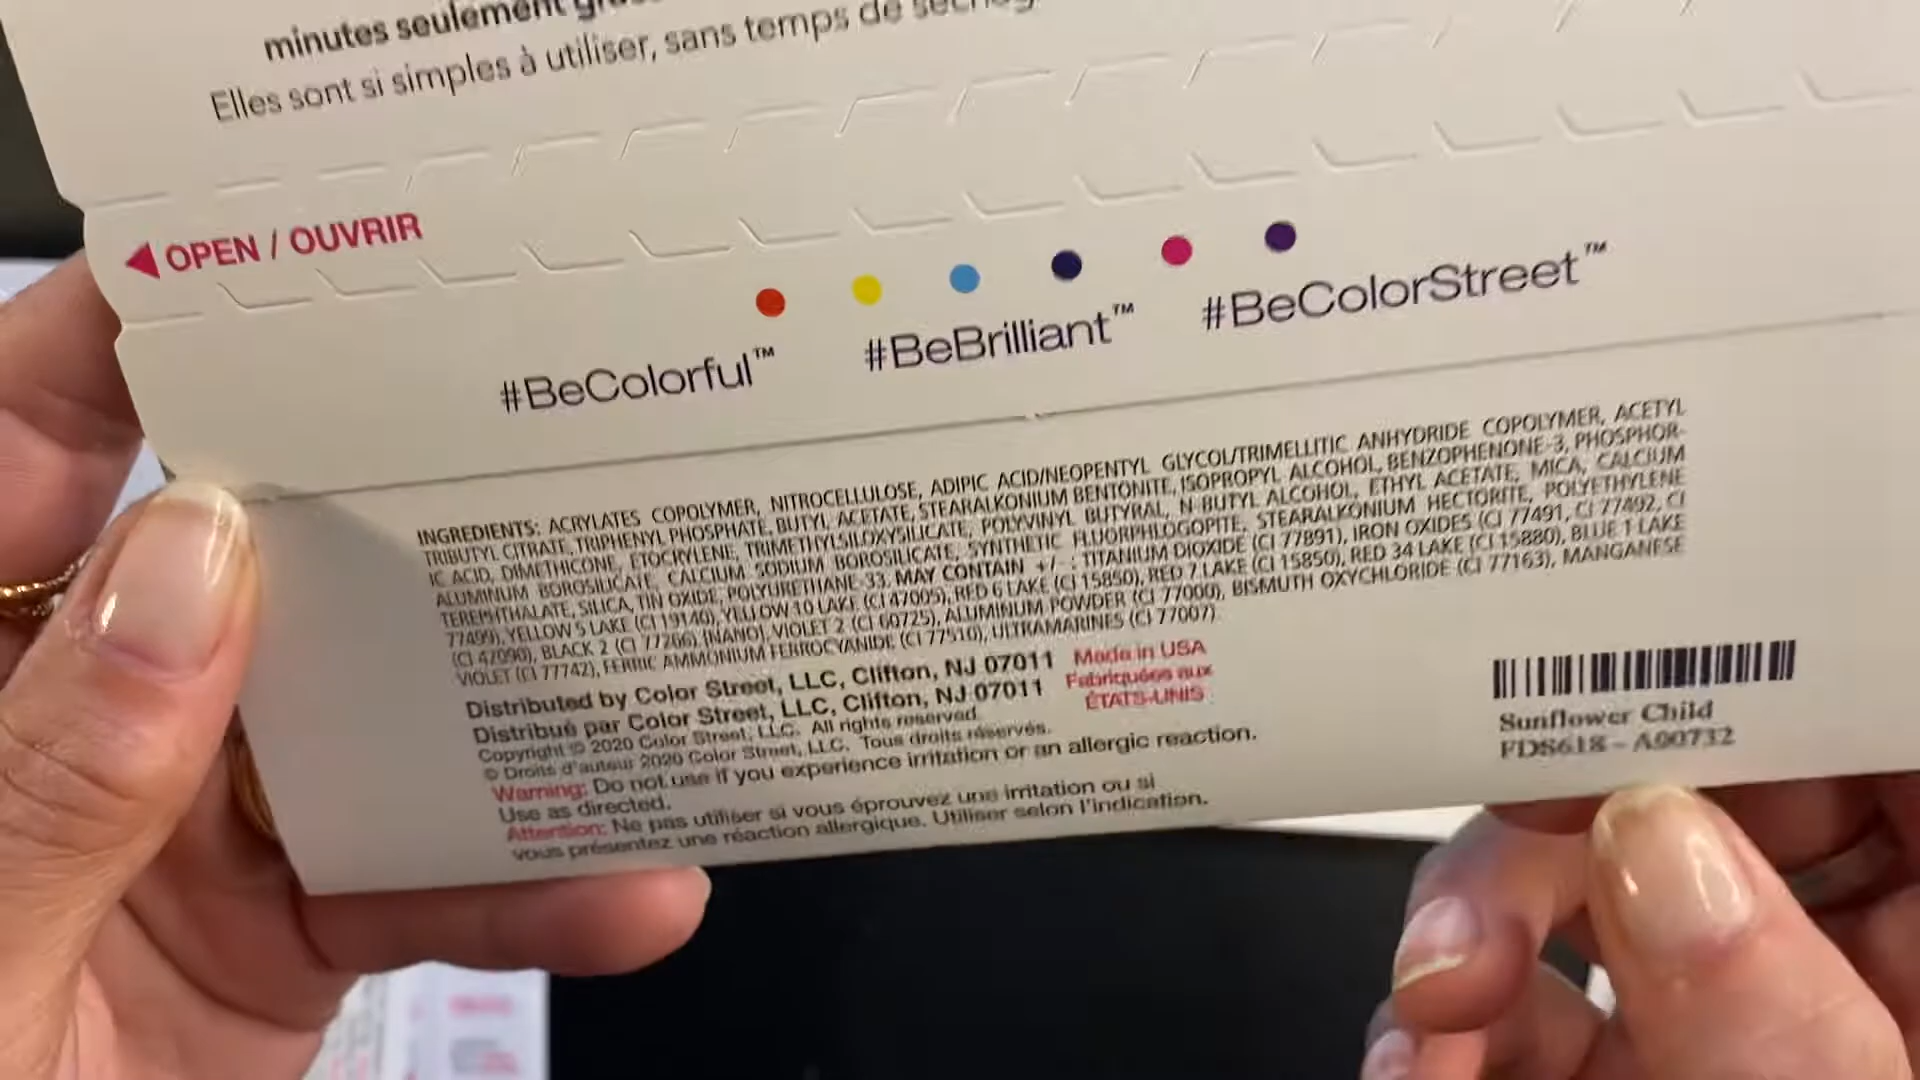 minutes seulement
Elles sont si simples à utiliser, sans temps de
OPEN / OUVRIR
#BeColorful™ #BeBrilliant™ #BeColorStreet™
INGREDIENTS: ACRYLATES COPOLYMER, NITROCELLULOSE, ADIPIC ACID/NEOPENTYL GLYCOL/TRIMELLITIC ANHYDRIDE COPOLYMER, ACETYL
TRIBUTYL CITRATE, TRIPHENYL PHOSPHATE, BUTYL ACETATE, STEARALKONIUM BENTONITE, ISOPROPYL ALCOHOL, BENZOPHENONE-3, PHOSPHOR-
IC ACID, DIMETHICONE, ETOCRYLENE, TRIMETHYLSILOXYSILICATE, POLYVINYL BUTYRAL, N-BUTYL ALCOHOL, ETHYL ACETATE, MICA, CALCIUM
ALUMINUM BOROSILICATE, CALCIUM SODIUM BOROSILICATE, SYNTHETIC FLUORPHLOGOPITE, STEARALKONIUM HECTORITE, POLYETHYLENE
TEREPHTHALATE, SILICA, TIN OXIDE, POLYURETHANE-33. MAY CONTAIN +/- : TITANIUM DIOXIDE (CI 77891), IRON OXIDES (CI 77491, CI 77492, CI
77499), YELLOW 5 LAKE (CI 19140), YELLOW 10 LAKE (CI 47005), RED 6 LAKE (CI 15850), RED 7 LAKE (CI 15850), RED 34 LAKE (CI 15880), BLUE 1 LAKE
(CI 42090), BLACK 2 (CI 77266) [NANO], VIOLET 2 (CI 60725), ALUMINUM POWDER (CI 77000), BISMUTH OXYCHLORIDE (CI 77163), MANGANESE
VIOLET (CI 77742), FERRIC AMMONIUM FERROCYANIDE (CI 77510), ULTRAMARINES (CI 77007).
Distributed by Color Street, LLC, Clifton, NJ 07011
Distribué par Color Street, LLC, Clifton, NJ 07011
Copyright © 2020 Color Street, LLC. All rights reserved.
© Droits d'auteur 2020 Color Street, LLC. Tous droits réservés.
Made in USA
Fabriquées aux
ÉTATS-UNIS
Warning: Do not use if you experience irritation or an allergic reaction.
Use as directed.
Attention: Ne pas utiliser si vous éprouvez une irritation ou si
vous présentez une réaction allergique. Utiliser selon l'indication.
Sunflower Child
FDS618 - A00732